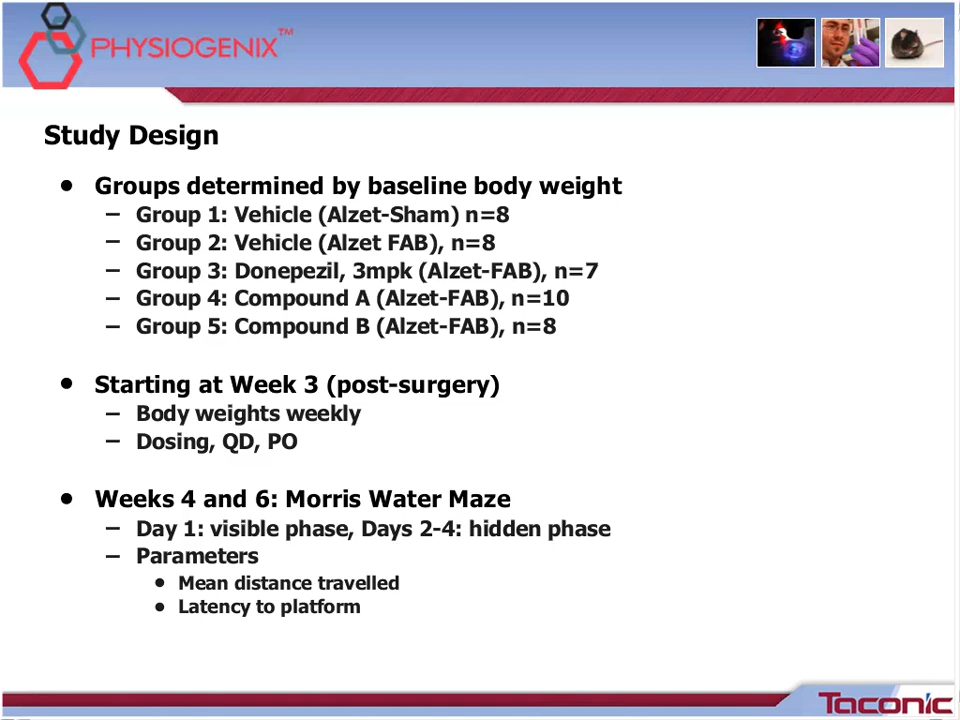 PHYSIOGENIX™
Study Design
• Groups determined by baseline body weight
– Group 1: Vehicle (Alzet-Sham) n=8
– Group 2: Vehicle (Alzet FAB), n=8
– Group 3: Donepezil, 3mpk (Alzet-FAB), n=7
– Group 4: Compound A (Alzet-FAB), n=10
– Group 5: Compound B (Alzet-FAB), n=8
• Starting at Week 3 (post-surgery)
– Body weights weekly
– Dosing, QD, PO
• Weeks 4 and 6: Morris Water Maze
– Day 1: visible phase, Days 2-4: hidden phase
– Parameters
• Mean distance travelled
• Latency to platform
Taconic